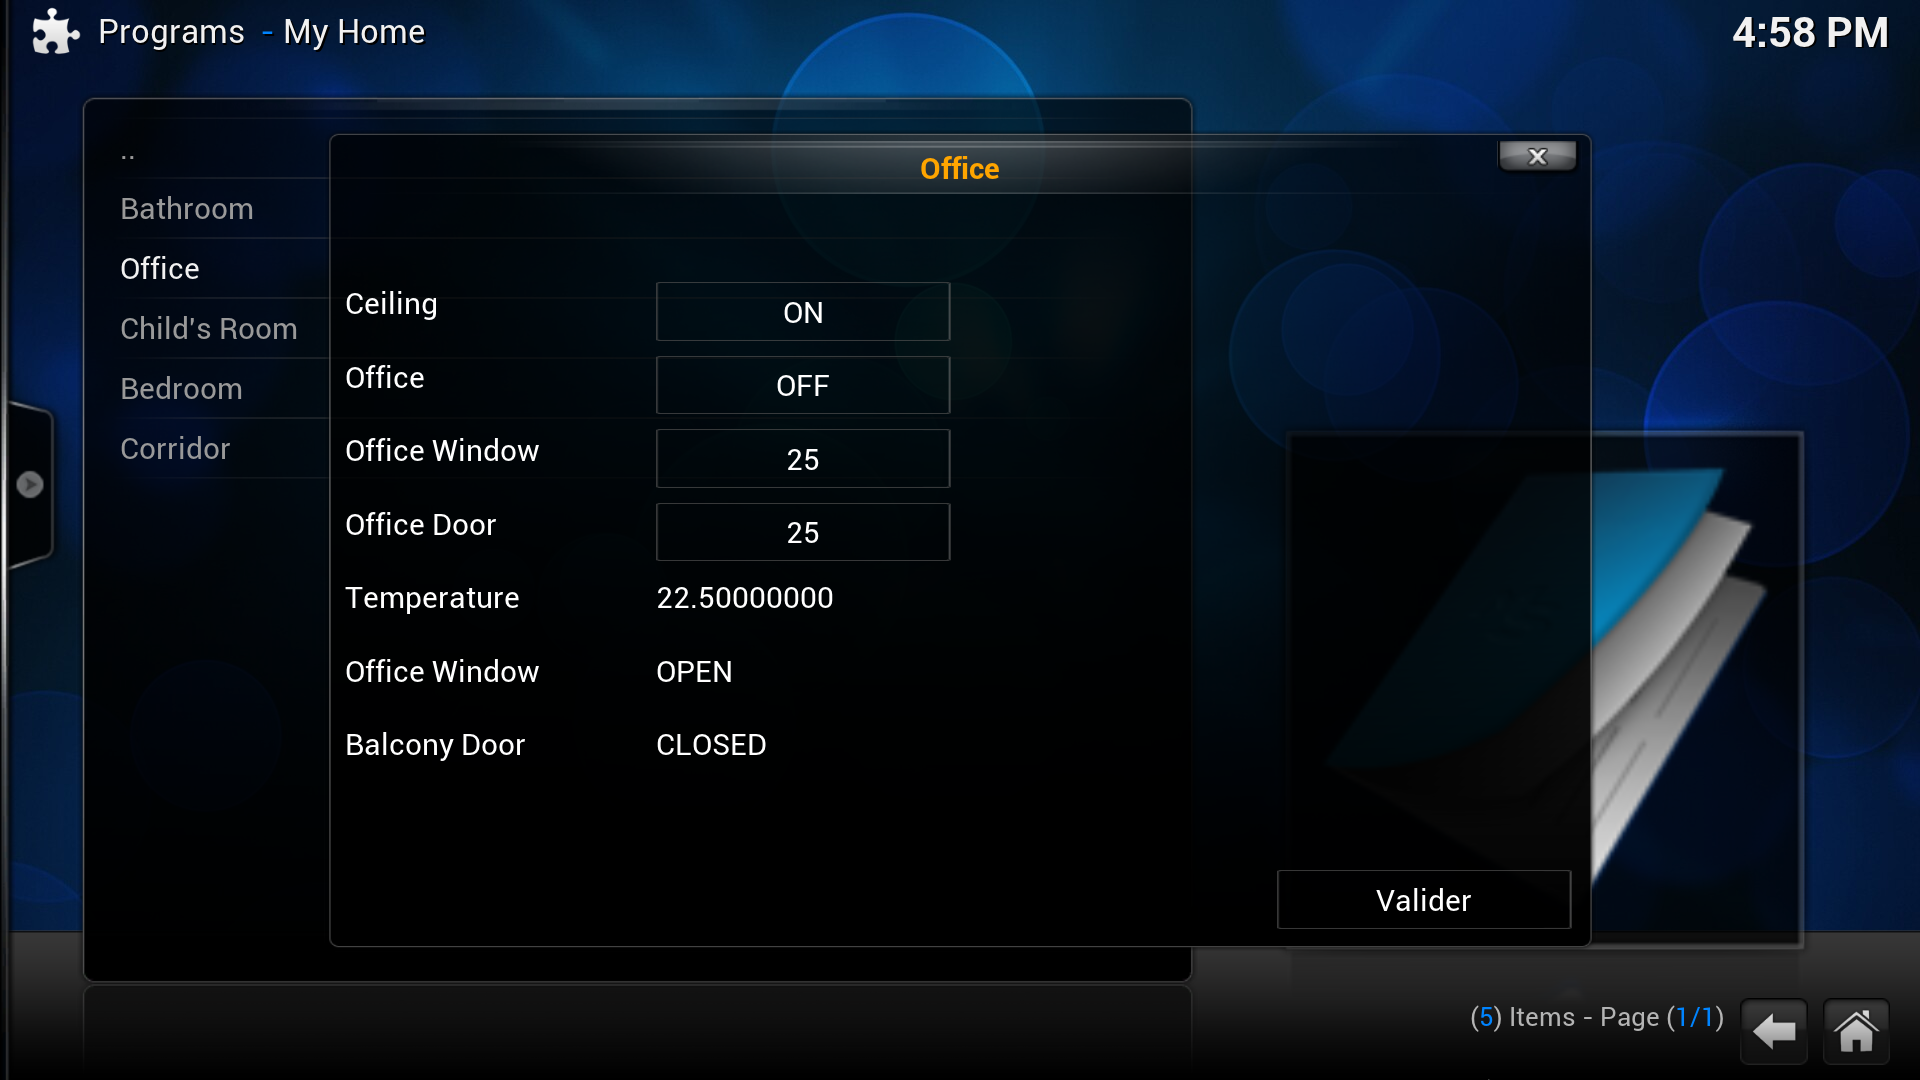 Programs - My Home
4:58 PM
..
Bathroom
Office
Child's Room
Bedroom
Corridor
Office
Ceiling ON
Office OFF
Office Window 25
Office Door 25
Temperature 22.50000000
Office Window OPEN
Balcony Door CLOSED
Valider
(5) Items - Page (1/1)